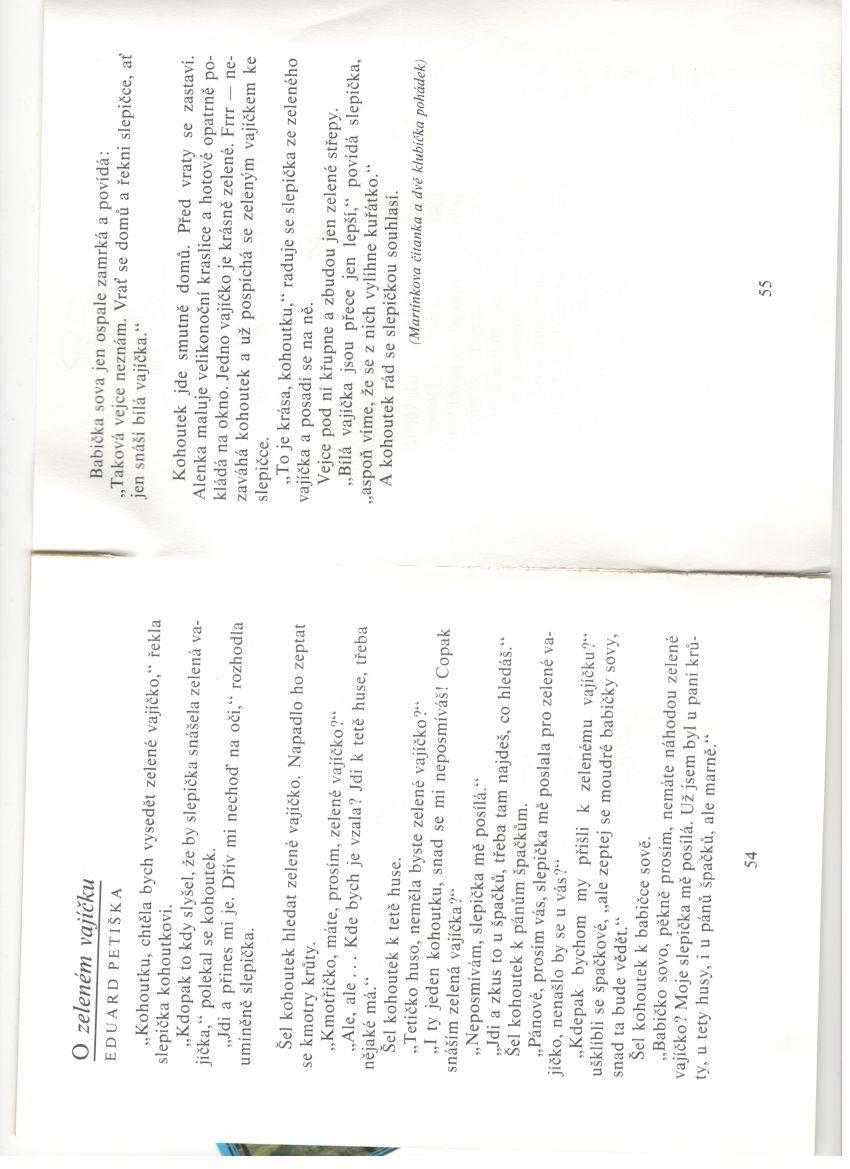 O zeleném vajíčku
EDUARD PETIŠKA
„Kohoutku, chtěla bych vysedět zelené vajíčko,“ řekla
slepička kohoutkovi.
„Kdopak to kdy slyšel, že by slepička snášela zelená va-
jíčka,“ polekal se kohoutek.
„Jdi a přines mi je. Dřív mi nechoď na oči,“ rozhodla
umíněně slepička.
Šel kohoutek hledat zelené vajíčko. Napadlo ho zeptat
se kmotry krůty.
„Kmotřičko, máte, prosím, zelené vajíčko?“
„Ale, ale.... Kde bych je vzala? Jdi k tetě huse, třeba
nějaké má.“
Šel kohoutek k tetě huse.
„Tetičko huso, neměla byste zelené vajíčko?“
„I ty jeden kohoutku, snad se mi neposmíváš! Copak
snáším zelená vajíčka?“
„Neposmívám, slepička mě posílá.“
„Jdi a zkus to u špačků, třeba tam najdeš, co hledáš.“
Šel kohoutek k pánům špačkům.
„Pánové, prosím vás, slepička mě poslala pro zelené va-
jíčko, nenašlo by se u vás?“
„Kdepak bychom my přišli k zelenému vajíčku?“
ušklíbli se špačkové, „ale zeptej se moudré babičky sovy,
snad ta bude vědět.“
Šel kohoutek k babičce sově.
„Babičko sovo, pěkně prosím, nemáte náhodou zelené
vajíčko? Moje slepička mě posílá. Už jsem byl u paní krů-
ty, u tety husy, i u pánů špačků, ale marně.“
54
Babička sova jen ospale zamrká a povídá:
„Taková vejce neznám. Vrať se domů a řekni slepičce, ať
jen snáší bílá vajíčka.“
Kohoutek jde smutně domů. Před vraty se zastaví.
Alenka maluje velikonoční kraslice a hotové opatrně po-
kládá na okno. Jedno vajíčko je krásně zelené. Frrr — ne-
zaváhá kohoutek a už pospíchá se zeleným vajíčkem ke
slepičce.
„To je krása, kohoutku,“ raduje se slepička ze zeleného
vajíčka a posadí se na ně.
Vejce pod ní křupne a zbudou jen zelené střepy.
„Bílá vajíčka jsou přece jen lepší,“ povídá slepička,
„aspoň víme, že se z nich vylíhne kuřátko.“
A kohoutek rád se slepičkou souhlasí.
(Martínkova čítanka a dvě klubíčka pohádek)
55